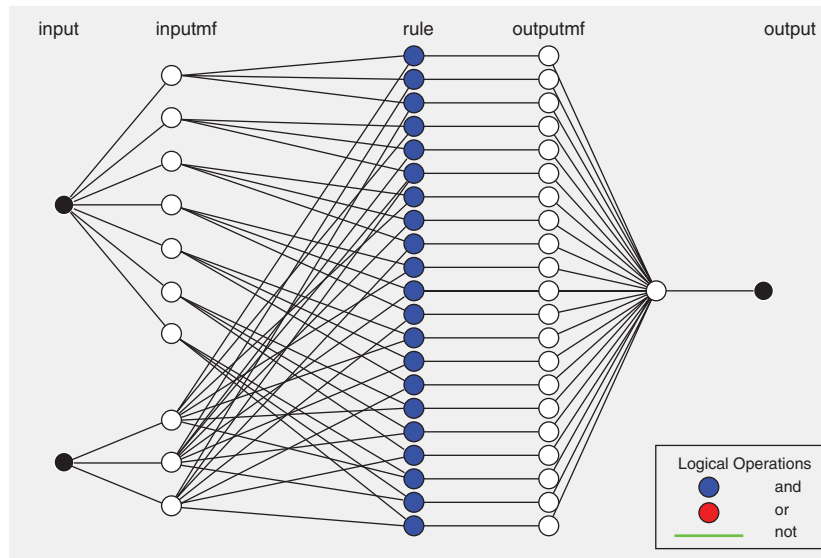 input inputmf rule outputmf output
Logical Operations
and
or
not